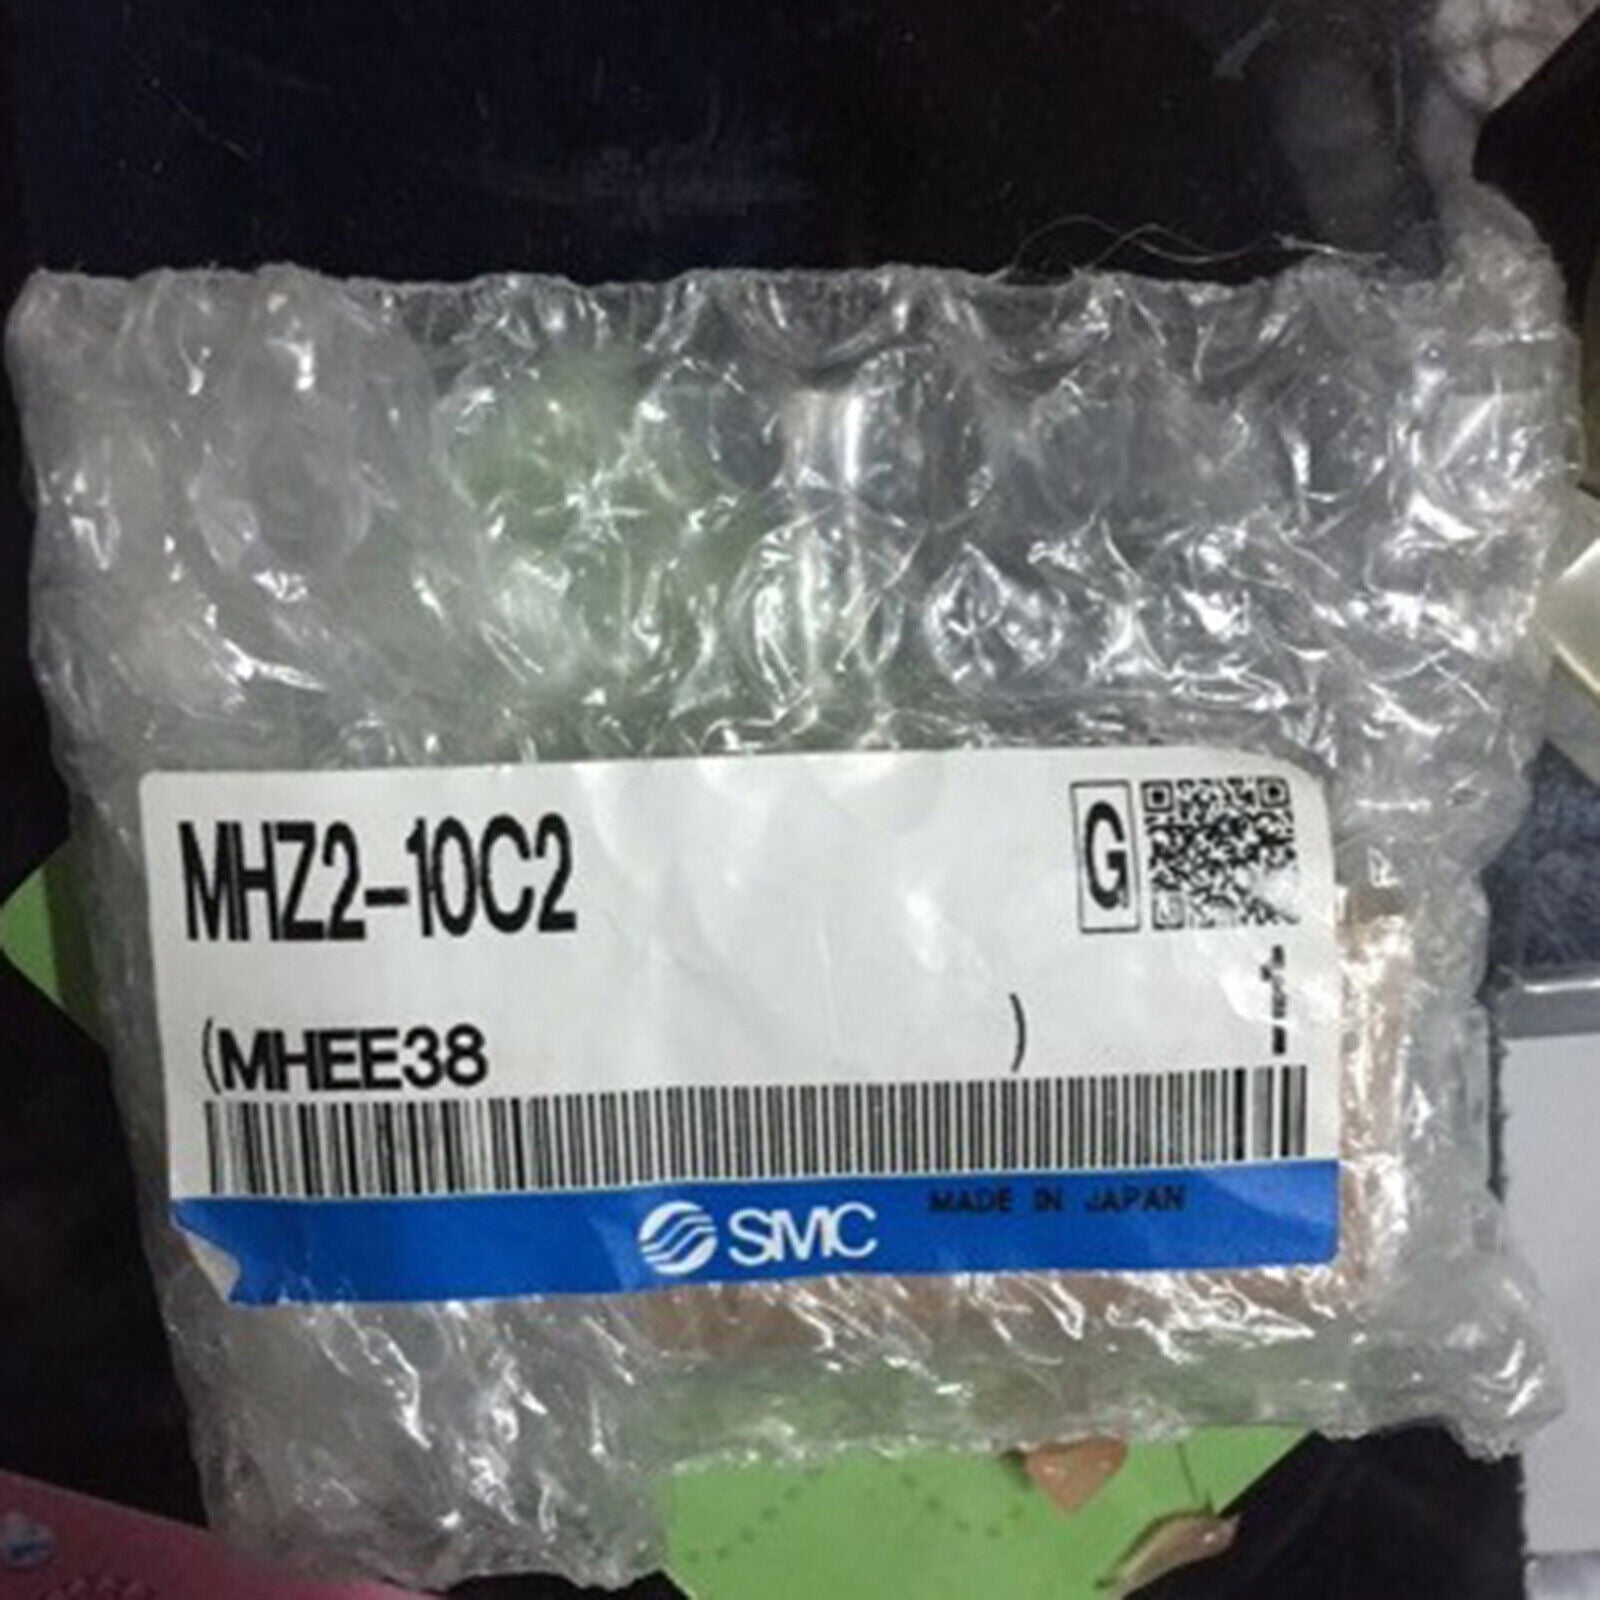 MHZ2-10C2
G
(MHEE38 )
SMC MADE IN JAPAN